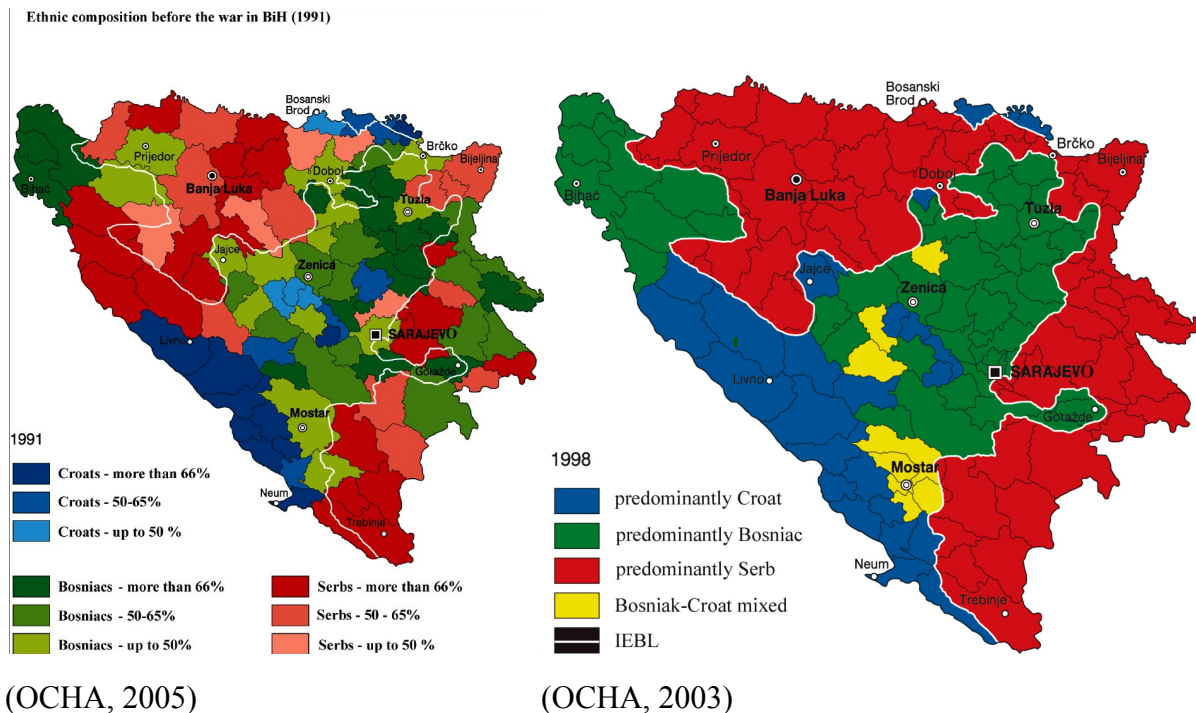 Ethnic composition before the war in BiH (1991)
Bosanski
Brod
Brčko
Bijeljina
Prijedor
Doboj
Bihać
Banja Luka
Tuzla
Jajce
Zenica
SARAJEVO
Livno
Goražde
Mostar
Neum
Trebinje
1991
Croats - more than 66%
Croats - 50-65%
Croats - up to 50 %
Bosniacs - more than 66%
Bosniacs - 50-65%
Bosniacs - up to 50%
Serbs - more than 66%
Serbs - 50 - 65%
Serbs - up to 50 %
(OCHA, 2005)
Bosanski
Brod
Brčko
Prijedor
Bijeljina
Doboj
Banja Luka
Bihać
Tuzla
Jajce
Zenica
SARAJEVO
Livno
Goražde
Mostar
Neum
Trebinje
1998
predominantly Croat
predominantly Bosniac
predominantly Serb
Bosniak-Croat mixed
IEBL
(OCHA, 2003)